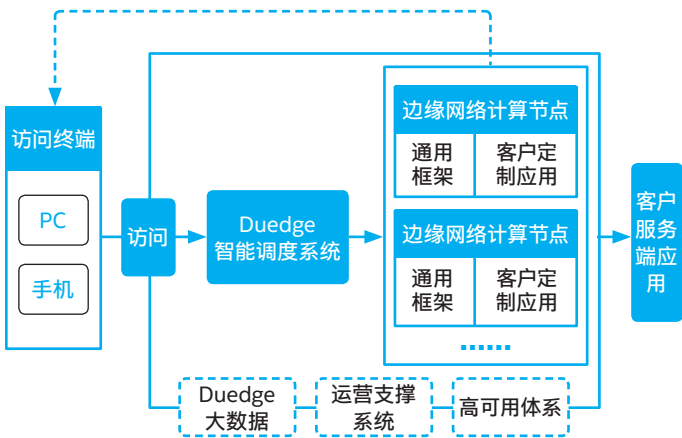 访问终端
PC
手机
访问
Duedge
智能调度系统
边缘网络计算节点
通用
框架
客户定
制应用
边缘网络计算节点
通用
框架
客户定
制应用
……
客户
服务
端应
用
Duedge
大数据
运营支撑
系统
高可用体系